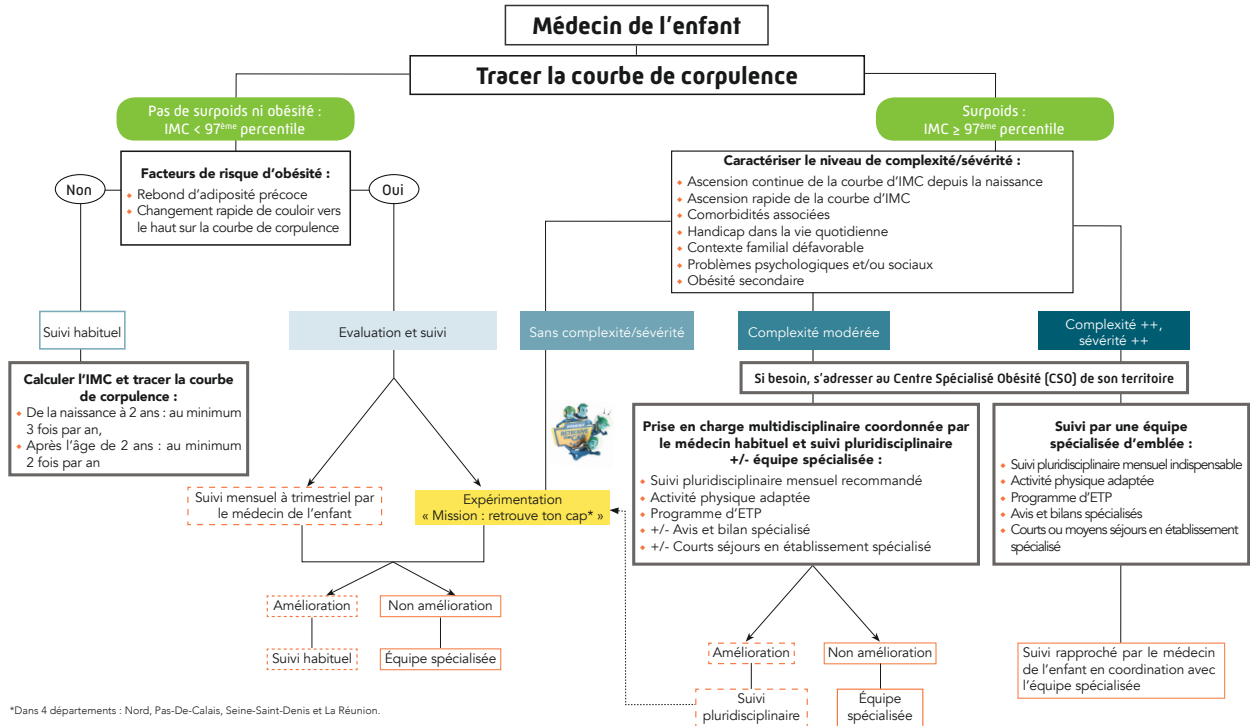 Médecin de l'enfant
Tracer la courbe de corpulence
Pas de surpoids ni obésité :
IMC < 97ème percentile
Surpoids :
IMC ≥ 97ème percentile
Non
Facteurs de risque d'obésité :
Rebond d'adiposité précoce
Changement rapide de couloir vers
le haut sur la courbe de corpulence
Oui
Caractériser le niveau de complexité/sévérité :
Ascension continue de la courbe d'IMC depuis la naissance
Ascension rapide de la courbe d'IMC
Comorbidités associées
Handicap dans la vie quotidienne
Contexte familial défavorable
Problèmes psychologiques et/ou sociaux
Obésité secondaire
Suivi habituel
Evaluation et suivi
Sans complexité/sévérité
Complexité modérée
Complexité ++,
sévérité ++
Calculer l'IMC et tracer la courbe
de corpulence :
De la naissance à 2 ans : au minimum
3 fois par an,
Après l'âge de 2 ans : au minimum
2 fois par an
Si besoin, s'adresser au Centre Spécialisé Obésité (CSO) de son territoire
RETROUVE
TON CAP
Prise en charge multidisciplinaire coordonnée par
le médecin habituel et suivi pluridisciplinaire
+/- équipe spécialisée :
Suivi pluridisciplinaire mensuel recommandé
Activité physique adaptée
Programme d'ETP
+/- Avis et bilan spécialisé
+/- Courts séjours en établissement spécialisé
Suivi par une équipe
spécialisée d'emblée :
Suivi pluridisciplinaire mensuel indispensable
Activité physique adaptée
Programme d'ETP
Avis et bilans spécialisés
Courts ou moyens séjours en établissement
spécialisé
Suivi mensuel à trimestriel par
le médecin de l'enfant
Expérimentation
« Mission : retrouve ton cap* »
Amélioration
Non amélioration
Suivi habituel
Équipe spécialisée
Amélioration
Non amélioration
Suivi
pluridisciplinaire
Équipe
spécialisée
Suivi rapproché par le médecin
de l'enfant en coordination avec
l'équipe spécialisée
*Dans 4 départements : Nord, Pas-De-Calais, Seine-Saint-Denis et La Réunion.